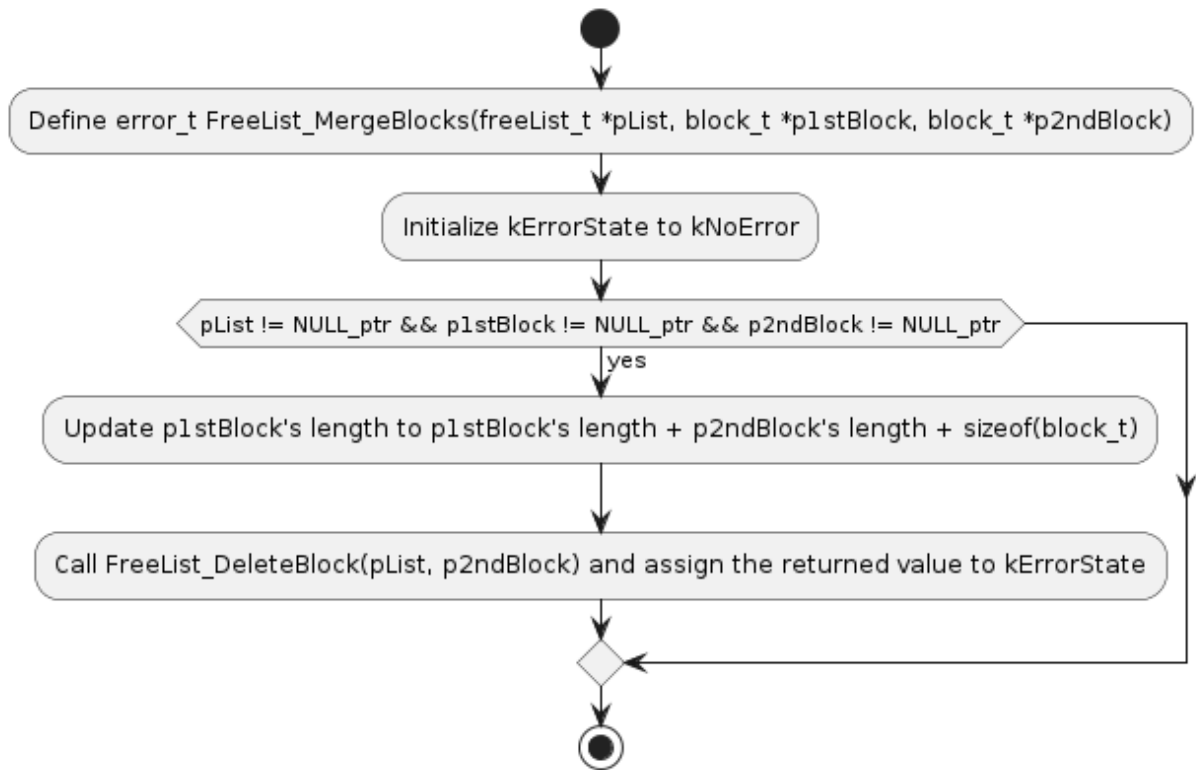 Define error_t FreeList_MergeBlocks(freeList_t *pList, block_t *p1stBlock, block_t *p2ndBlock)
Initialize kErrorState to kNoError
pList != NULL_ptr && p1stBlock != NULL_ptr && p2ndBlock != NULL_ptr
yes
Update p1stBlock's length to p1stBlock's length + p2ndBlock's length + sizeof(block_t)
Call FreeList_DeleteBlock(pList, p2ndBlock) and assign the returned value to kErrorState